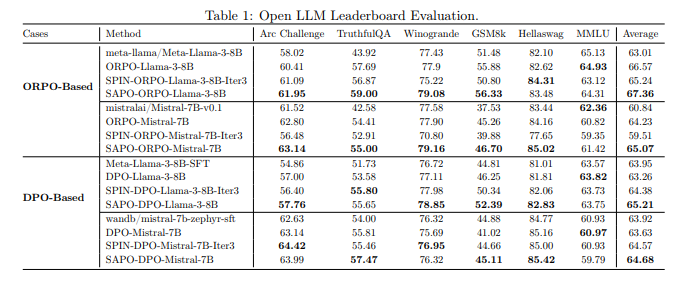 Table 1: Open LLM Leaderboard Evaluation.
Cases Method Arc Challenge TruthfulQA Winogrande GSM8k Hellaswag MMLU Average
ORPO-Based
meta-llama/Meta-Llama-3-8B 58.02 43.92 77.43 51.48 82.10 65.13 63.01
ORPO-Llama-3-8B 60.41 57.69 77.9 55.88 82.62 64.93 66.57
SPIN-ORPO-Llama-3-8B-Iter3 61.09 56.87 75.22 50.80 84.31 63.12 65.24
SAPO-ORPO-Llama-3-8B 61.95 59.00 79.08 56.33 83.48 64.31 67.36
mistralai/Mistral-7B-v0.1 61.52 42.58 77.58 37.53 83.44 62.36 60.84
ORPO-Mistral-7B 62.80 54.41 77.90 45.26 84.16 60.82 64.23
SPIN-ORPO-Mistral-7B-Iter3 56.48 52.91 70.80 39.88 77.65 59.35 59.51
SAPO-ORPO-Mistral-7B 63.14 55.00 79.16 46.70 85.02 61.42 65.07
DPO-Based
Meta-Llama-3-8B-SFT 54.86 51.73 76.72 44.81 81.01 63.57 63.95
DPO-Llama-3-8B 57.00 53.58 77.11 46.25 81.81 63.82 63.26
SPIN-DPO-Llama-3-8B-Iter3 56.40 55.80 77.98 50.34 82.06 63.73 64.38
SAPO-DPO-Llama-3-8B 57.76 55.65 78.85 52.39 82.83 63.75 65.21
wandb/mistral-7b-zephyr-sft 62.63 54.00 76.32 44.88 84.77 60.93 63.92
DPO-Mistral-7B 63.14 55.81 75.69 41.02 85.16 60.97 63.63
SPIN-DPO-Mistral-7B-Iter3 64.42 55.46 76.95 44.66 85.00 60.93 64.57
SAPO-DPO-Mistral-7B 63.99 57.47 76.32 45.11 85.42 59.79 64.68